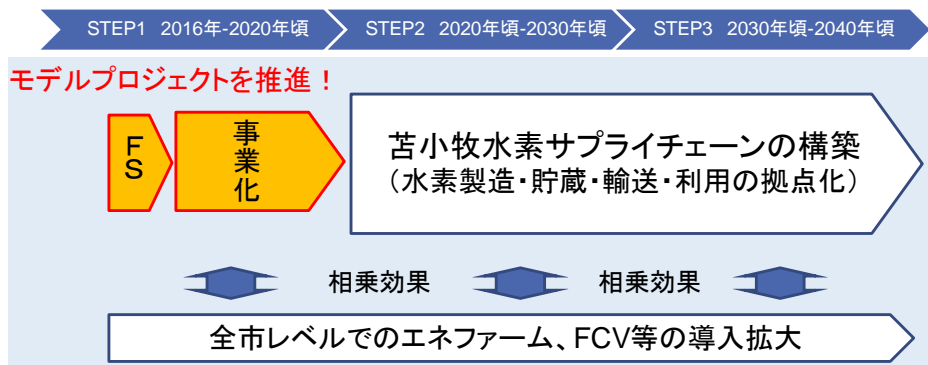 STEP1 2016年-2020年頃
STEP2 2020年頃-2030年頃
STEP3 2030年頃-2040年頃
モデルプロジェクトを推進！
FS
事業化
苫小牧水素サプライチェーンの構築
（水素製造・貯蔵・輸送・利用の拠点化）
相乗効果
相乗効果
全市レベルでのエネファーム、FCV等の導入拡大